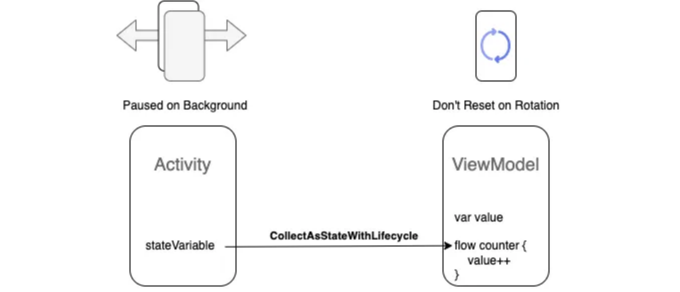 Paused on Background
Don't Reset on Rotation
Activity
ViewModel
var value
stateVariable
CollectAsStateWithLifecycle
flow counter {
value++
}